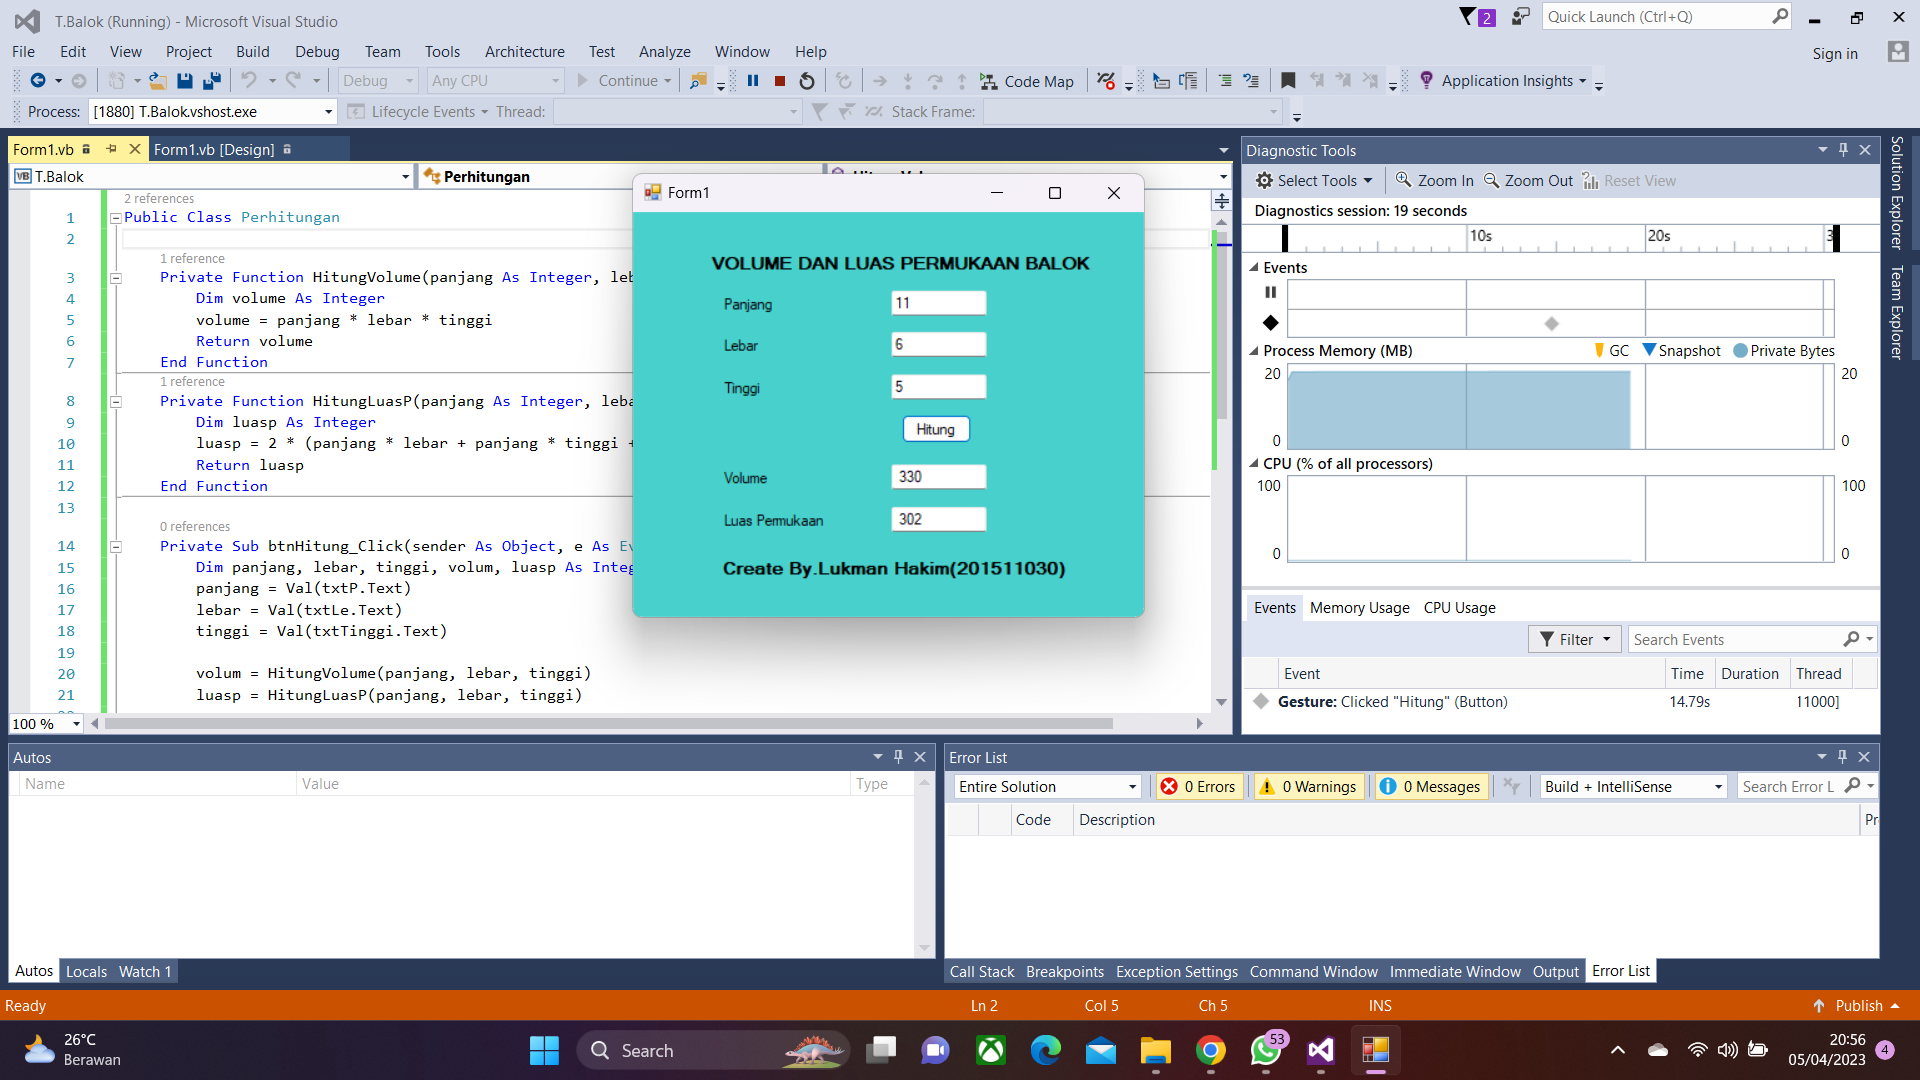 T.Balok (Running) - Microsoft Visual Studio
2
Quick Launch (Ctrl+Q)
File Edit View Project Build Debug Team Tools Architecture Test Analyze Window Help
Sign in
Debug Any CPU Continue Code Map Application Insights
Process: [1880] T.Balok.vshost.exe Lifecycle Events Thread: Stack Frame:
Form1.vb Form1.vb [Design]
T.Balok Perhitungan
2 references
1 Public Class Perhitungan
2
1 reference
3 Private Function HitungVolume(panjang As Integer, leb
4 Dim volume As Integer
5 volume = panjang * lebar * tinggi
6 Return volume
7 End Function
1 reference
8 Private Function HitungLuasP(panjang As Integer, leba
9 Dim luasp As Integer
10 luasp = 2 * (panjang * lebar + panjang * tinggi +
11 Return luasp
12 End Function
13
0 references
14 Private Sub btnHitung_Click(sender As Object, e As Ev
15 Dim panjang, lebar, tinggi, volum, luasp As Integ
16 panjang = Val(txtP.Text)
17 lebar = Val(txtLe.Text)
18 tinggi = Val(txtTinggi.Text)
19
20 volum = HitungVolume(panjang, lebar, tinggi)
21 luasp = HitungLuasP(panjang, lebar, tinggi)
100 %
Form1
VOLUME DAN LUAS PERMUKAAN BALOK
Panjang 11
Lebar 6
Tinggi 5
Hitung
Volume 330
Luas Permukaan 302
Create By.Lukman Hakim(201511030)
Diagnostic Tools
Select Tools Zoom In Zoom Out Reset View
Diagnostics session: 19 seconds
10s 20s 3
Events
Process Memory (MB) GC Snapshot Private Bytes
20 20
0 0
CPU (% of all processors)
100 100
0 0
Events Memory Usage CPU Usage
Filter Search Events
Event Time Duration Thread
Gesture: Clicked "Hitung" (Button) 14.79s 11000]
Solution Explorer
Team Explorer
Autos
Name Value Type
Autos Locals Watch 1
Error List
Entire Solution 0 Errors 0 Warnings 0 Messages Build + IntelliSense Search Error L
Code Description Pr
Call Stack Breakpoints Exception Settings Command Window Immediate Window Output Error List
Ready Ln 2 Col 5 Ch 5 INS Publish
26°C
Berawan
Search
53
20:56
05/04/2023
4